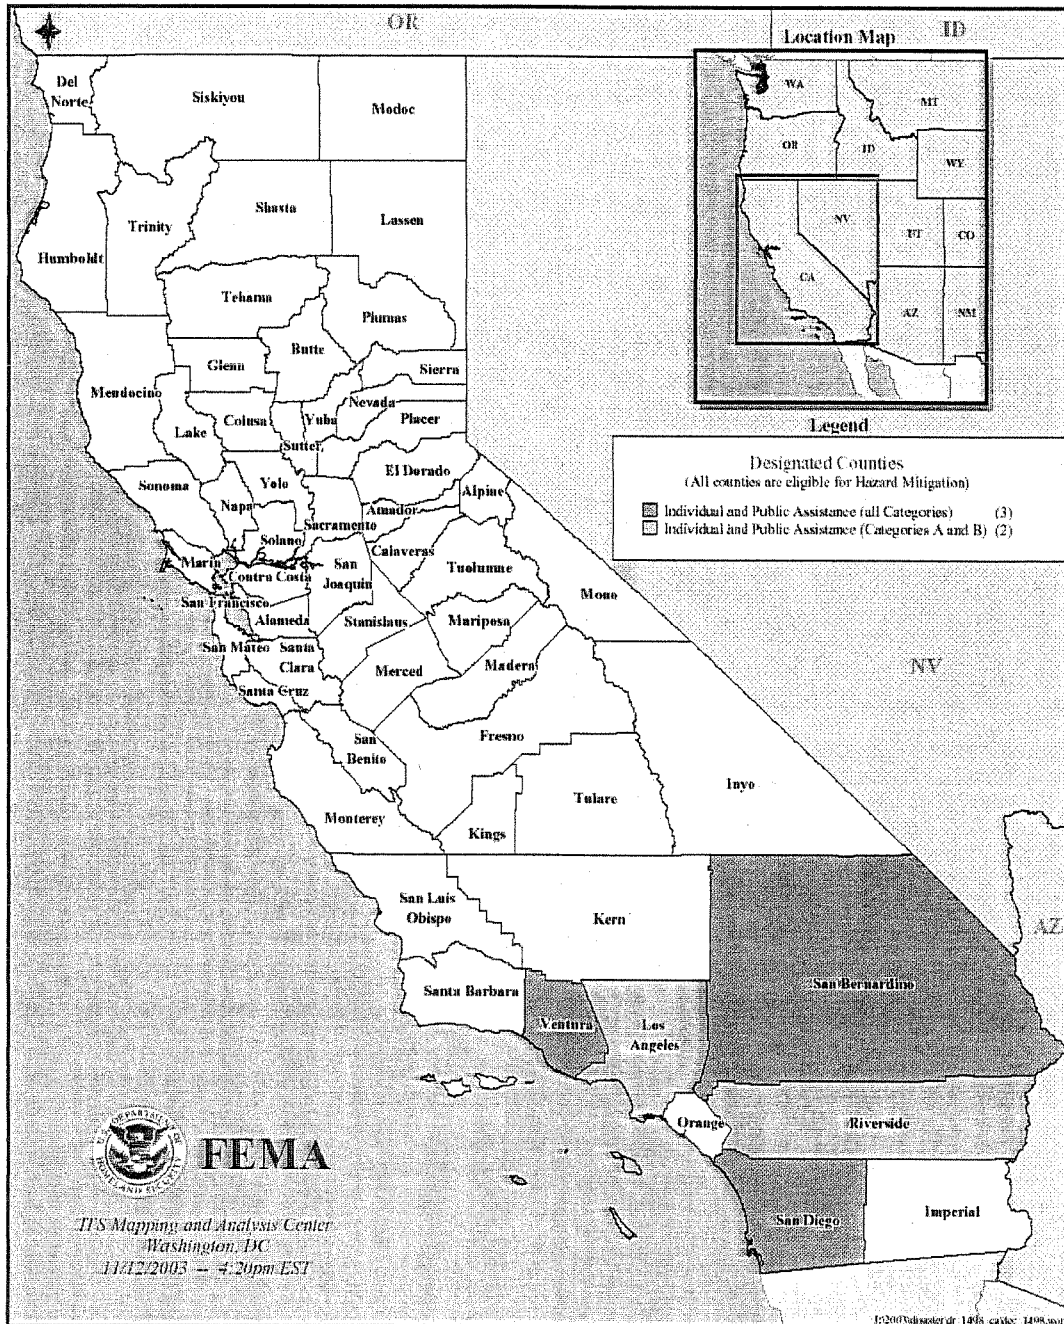 OR
ID
Location Map
WA
MT
OR
ID
WY
NV
UT
CO
CA
AZ
NM
Legend
Designated Counties
(All counties are eligible for Hazard Mitigation)
Individual and Public Assistance (all Categories) (3)
Individual and Public Assistance (Categories A and B) (2)
Del
Norte
Siskiyou
Modoc
Shasta
Lassen
Trinity
Humboldt
Tehama
Plumas
Butte
Glenn
Sierra
Mendocino
Nevada
Colusa
Yuba
Placer
Lake
Sutter
El Dorado
Sonoma
Yolo
Napa
Alpine
Amador
Sacramento
Solano
Calaveras
Marin
San
Joaquin
Tuolumne
Contra Costa
Mono
San Francisco
Alameda
Stanislaus
Mariposa
San Mateo
Santa
Clara
Merced
Madera
NV
Santa Cruz
Fresno
San
Benito
Inyo
Tulare
Monterey
Kings
San Luis
Obispo
Kern
AZ
Santa Barbara
San Bernardino
Ventura
Los
Angeles
Orange
Riverside
San Diego
Imperial
U.S. DEPARTMENT OF
HOMELAND SECURITY
FEMA
ITS Mapping and Analysis Center
Washington, DC
11/12/2003 -- 4:20pm EST